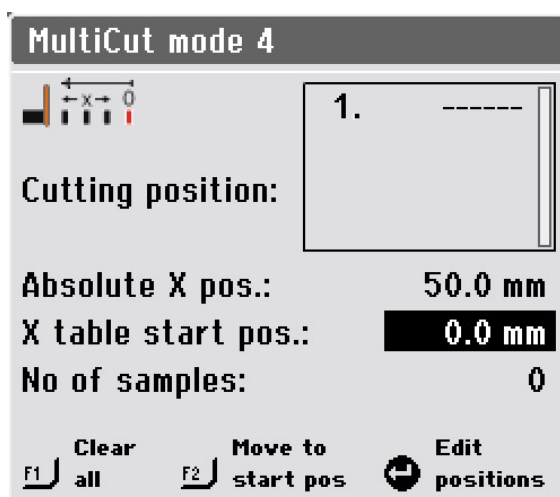 MultiCut mode 4
x 0
1. ------
Cutting position:
Absolute X pos.: 50.0 mm
X table start pos.: 0.0 mm
No of samples: 0
F1 Clear all F2 Move to start pos Edit positions